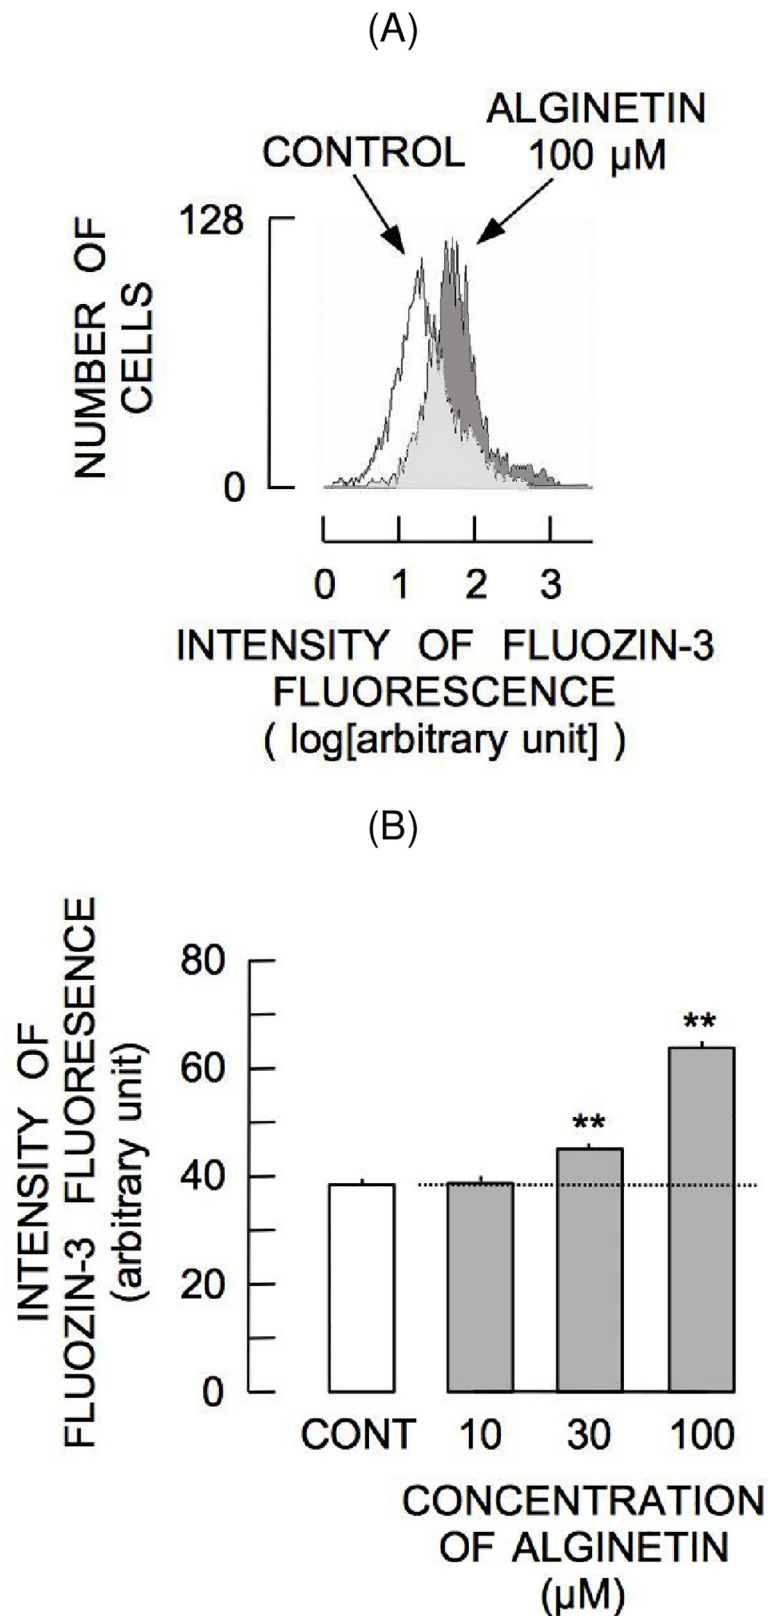 (A)
ALGINETIN
100 µM
CONTROL
128
NUMBER OF
CELLS
0
0 1 2 3
INTENSITY OF FLUOZIN-3
FLUORESCENCE
( log[arbitrary unit] )
(B)
INTENSITY OF
FLUOZIN-3 FLUORESENCE
(arbitrary unit)
80
60
40
20
0
**
**
CONT 10 30 100
CONCENTRATION
OF ALGINETIN
(µM)